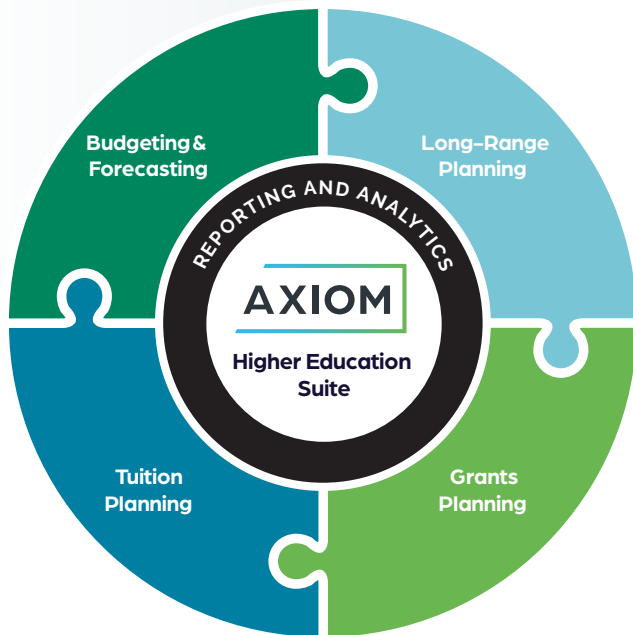 Budgeting &
Forecasting
Long-Range
Planning
REPORTING AND ANALYTICS
AXIOM
Higher Education
Suite
Tuition
Planning
Grants
Planning